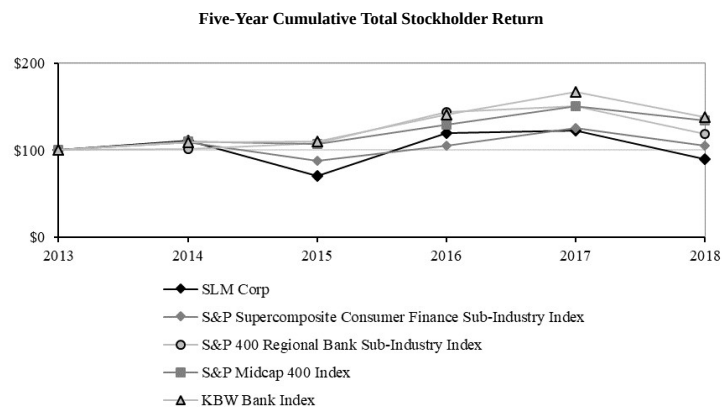 Five-Year Cumulative Total Stockholder Return
$200
$100
$0
2013 2014 2015 2016 2017 2018
SLM Corp
S&P Supercomposite Consumer Finance Sub-Industry Index
S&P 400 Regional Bank Sub-Industry Index
S&P Midcap 400 Index
KBW Bank Index